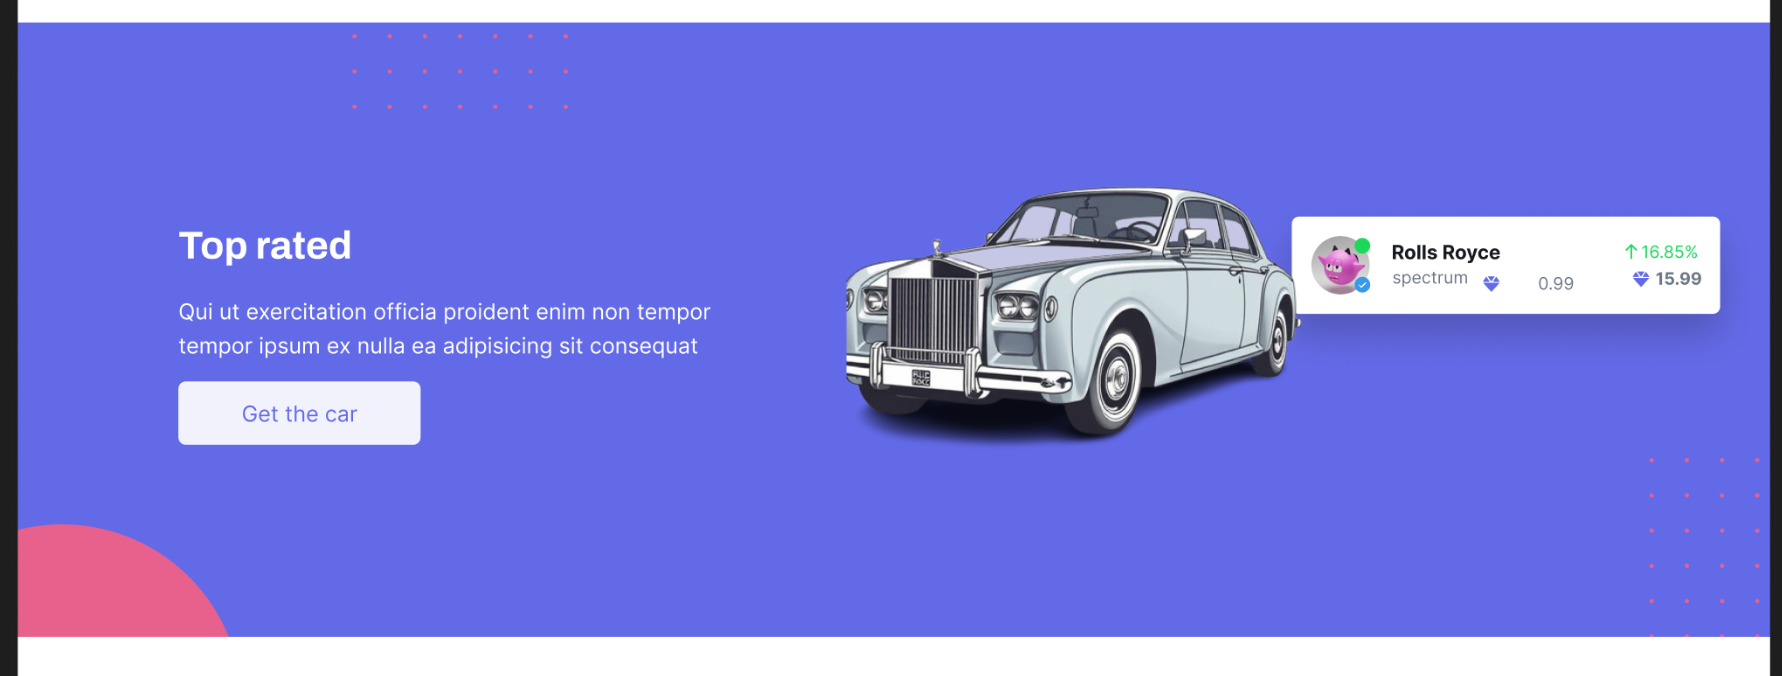 Top rated
Qui ut exercitation officia proident enim non tempor
tempor ipsum ex nulla ea adipisicing sit consequat
Get the car
Rolls Royce
↑ 16.85%
spectrum 0.99
15.99